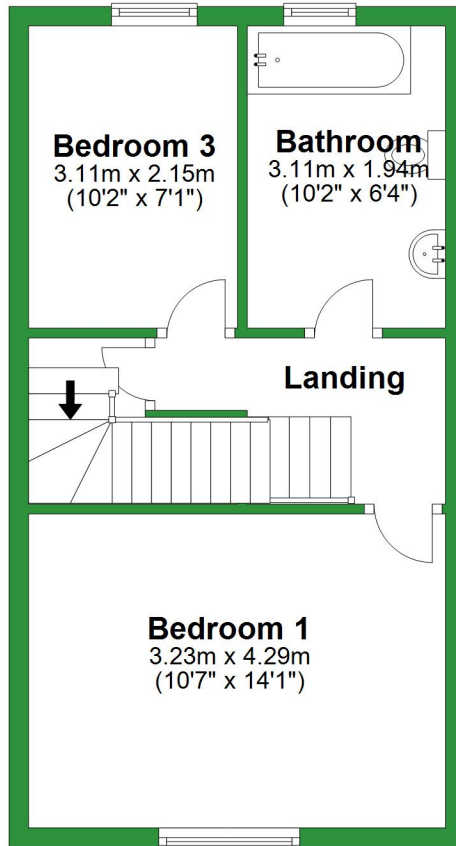 Bedroom 3
3.11m x 2.15m
(10'2" x 7'1")
Bathroom
3.11m x 1.94m
(10'2" x 6'4")
Landing
Bedroom 1
3.23m x 4.29m
(10'7" x 14'1")